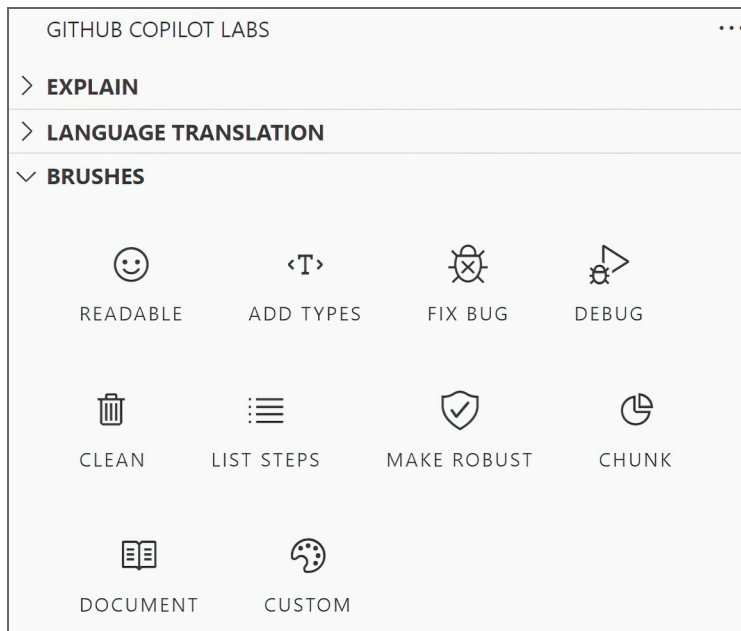 GITHUB COPILOT LABS
EXPLAIN
LANGUAGE TRANSLATION
BRUSHES
READABLE ADD TYPES FIX BUG DEBUG
CLEAN LIST STEPS MAKE ROBUST CHUNK
DOCUMENT CUSTOM